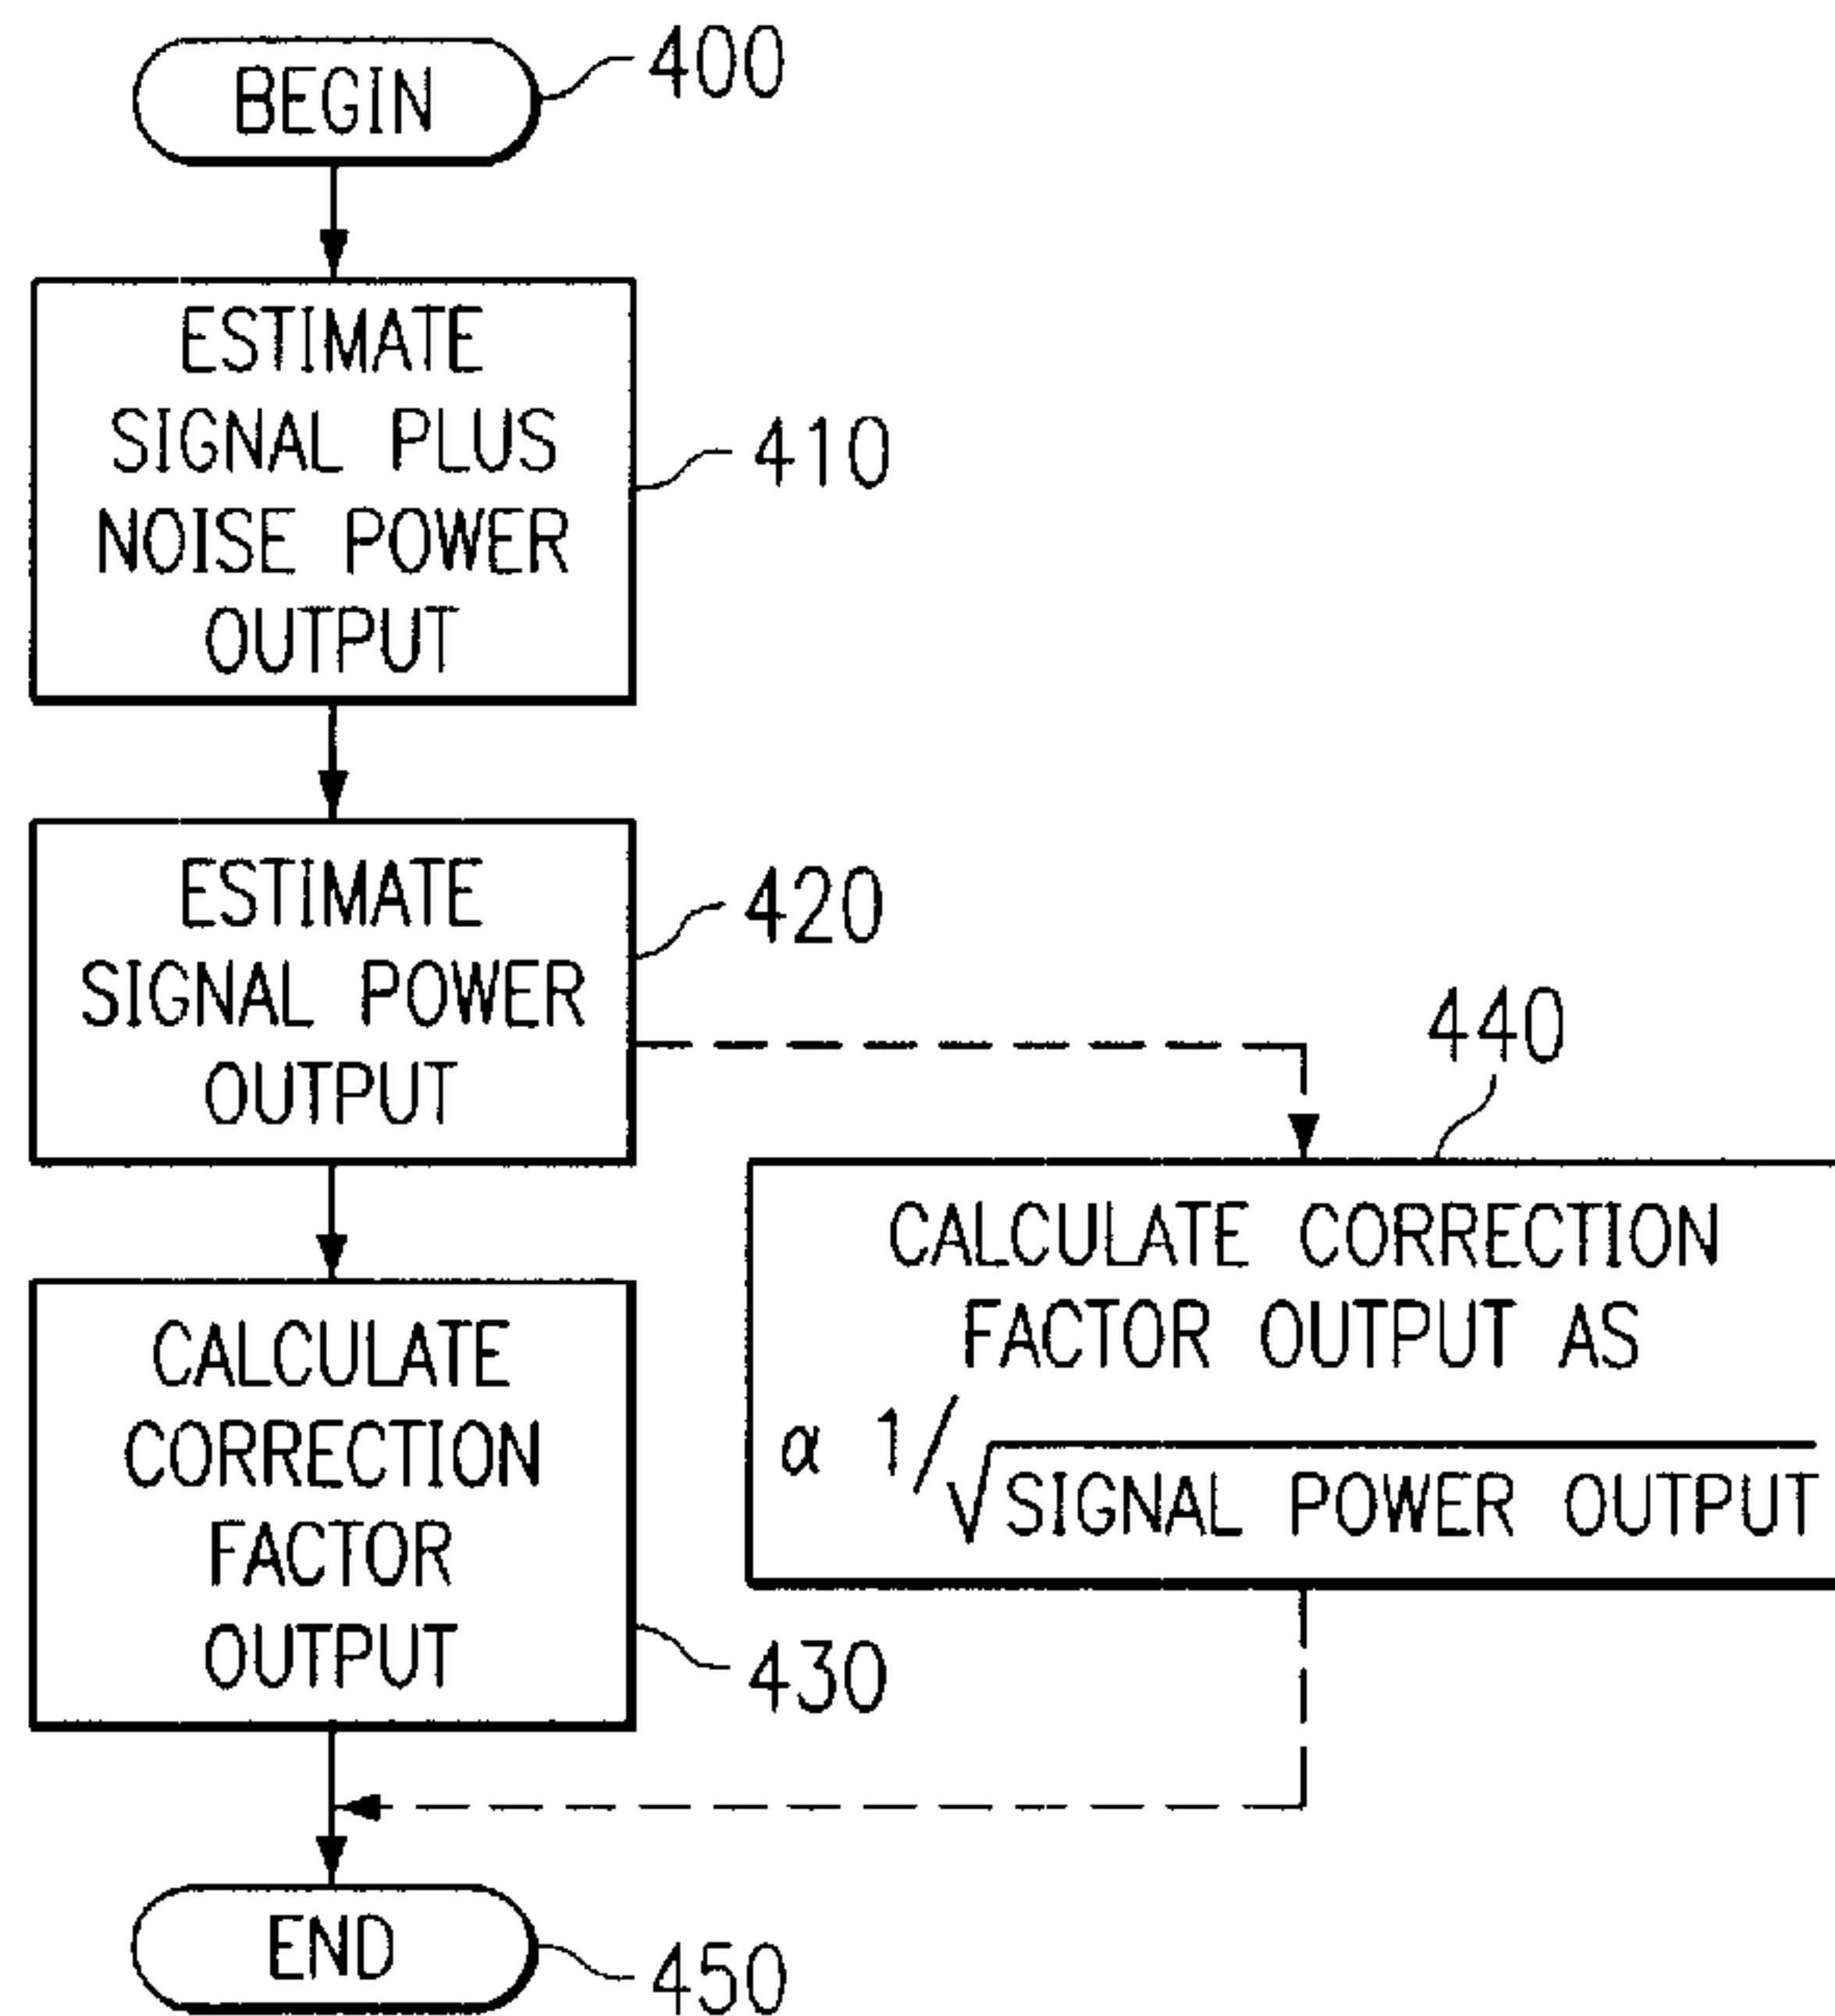 BEGIN
400
ESTIMATE
SIGNAL PLUS
NOISE POWER
OUTPUT
410
ESTIMATE
SIGNAL POWER
OUTPUT
420
440
CALCULATE CORRECTION
FACTOR OUTPUT AS
α 1/√SIGNAL POWER OUTPUT
CALCULATE
CORRECTION
FACTOR
OUTPUT
430
END
450